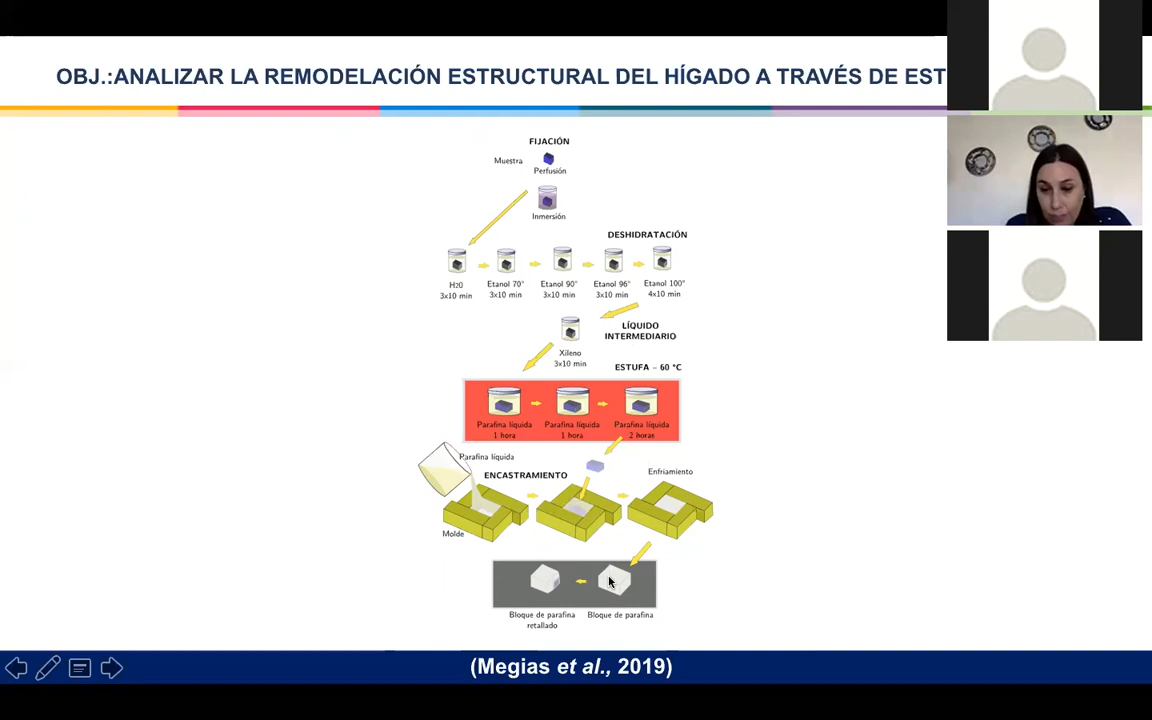 OBJ.:ANALIZAR LA REMODELACIÓN ESTRUCTURAL DEL HÍGADO A TRAVÉS DE EST
FIJACIÓN
Muestra
Perfusión
Inmersión
DESHIDRATACIÓN
H20
3x10 min
Etanol 70°
3x10 min
Etanol 90°
3x10 min
Etanol 96°
3x10 min
Etanol 100°
4x10 min
LÍQUIDO
INTERMEDIARIO
Xileno
3x10 min
ESTUFA – 60 °C
Parafina líquida
1 hora
Parafina líquida
1 hora
Parafina líquida
2 horas
Parafina líquida
ENCASTRAMIENTO
Enfriamiento
Molde
Bloque de parafina
retallado
Bloque de parafina
(Megias et al., 2019)